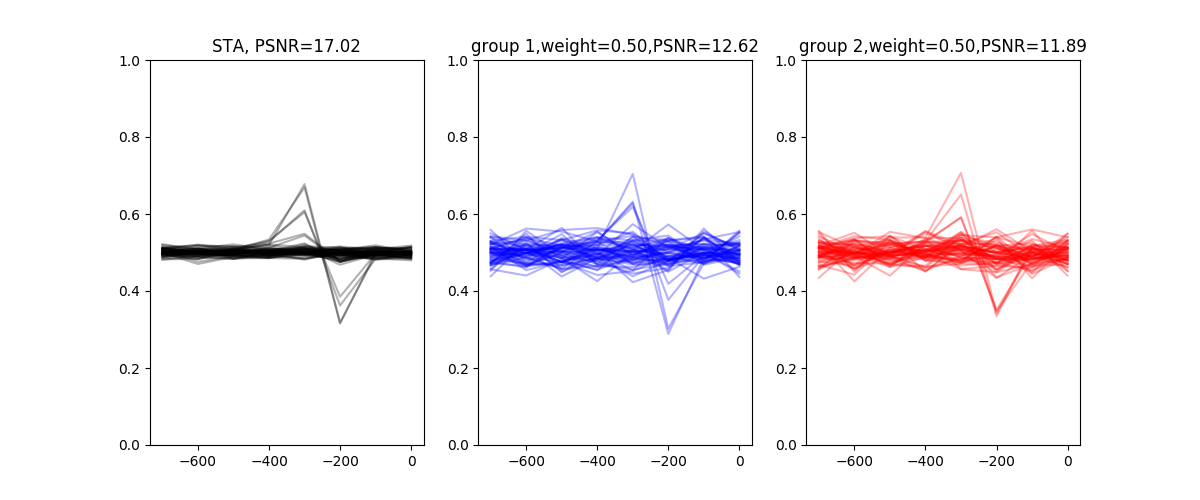 STA, PSNR=17.02
group 1,weight=0.50,PSNR=12.62
group 2,weight=0.50,PSNR=11.89
1.0 1.0 1.0
0.8 0.8 0.8
0.6 0.6 0.6
0.4 0.4 0.4
0.2 0.2 0.2
0.0 0.0 0.0
−600 −400 −200 0 −600 −400 −200 0 −600 −400 −200 0